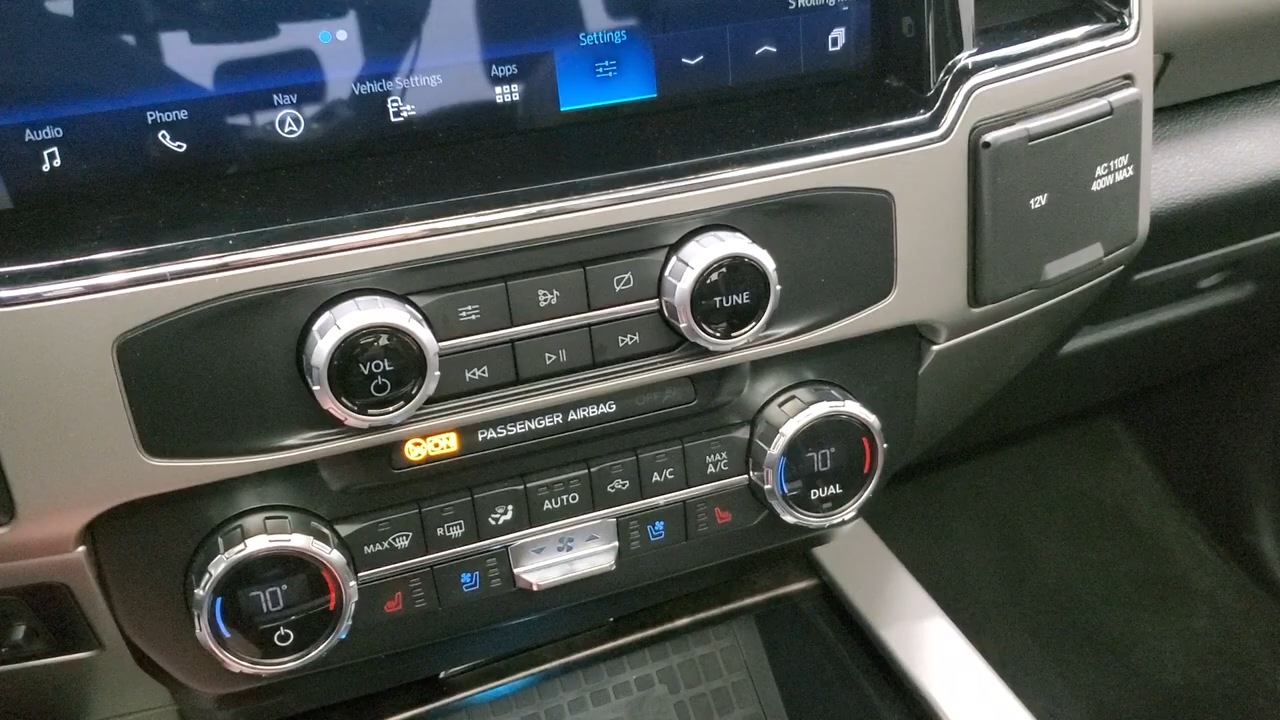 S Rolling
Settings
Apps
Vehicle Settings
Nav
Phone
Audio
AC 110V
400W MAX
12V
TUNE
VOL
PASSENGER AIRBAG
OFF
ON
MAX
A/C
A/C
AUTO
R
MAX
70°
DUAL
70°